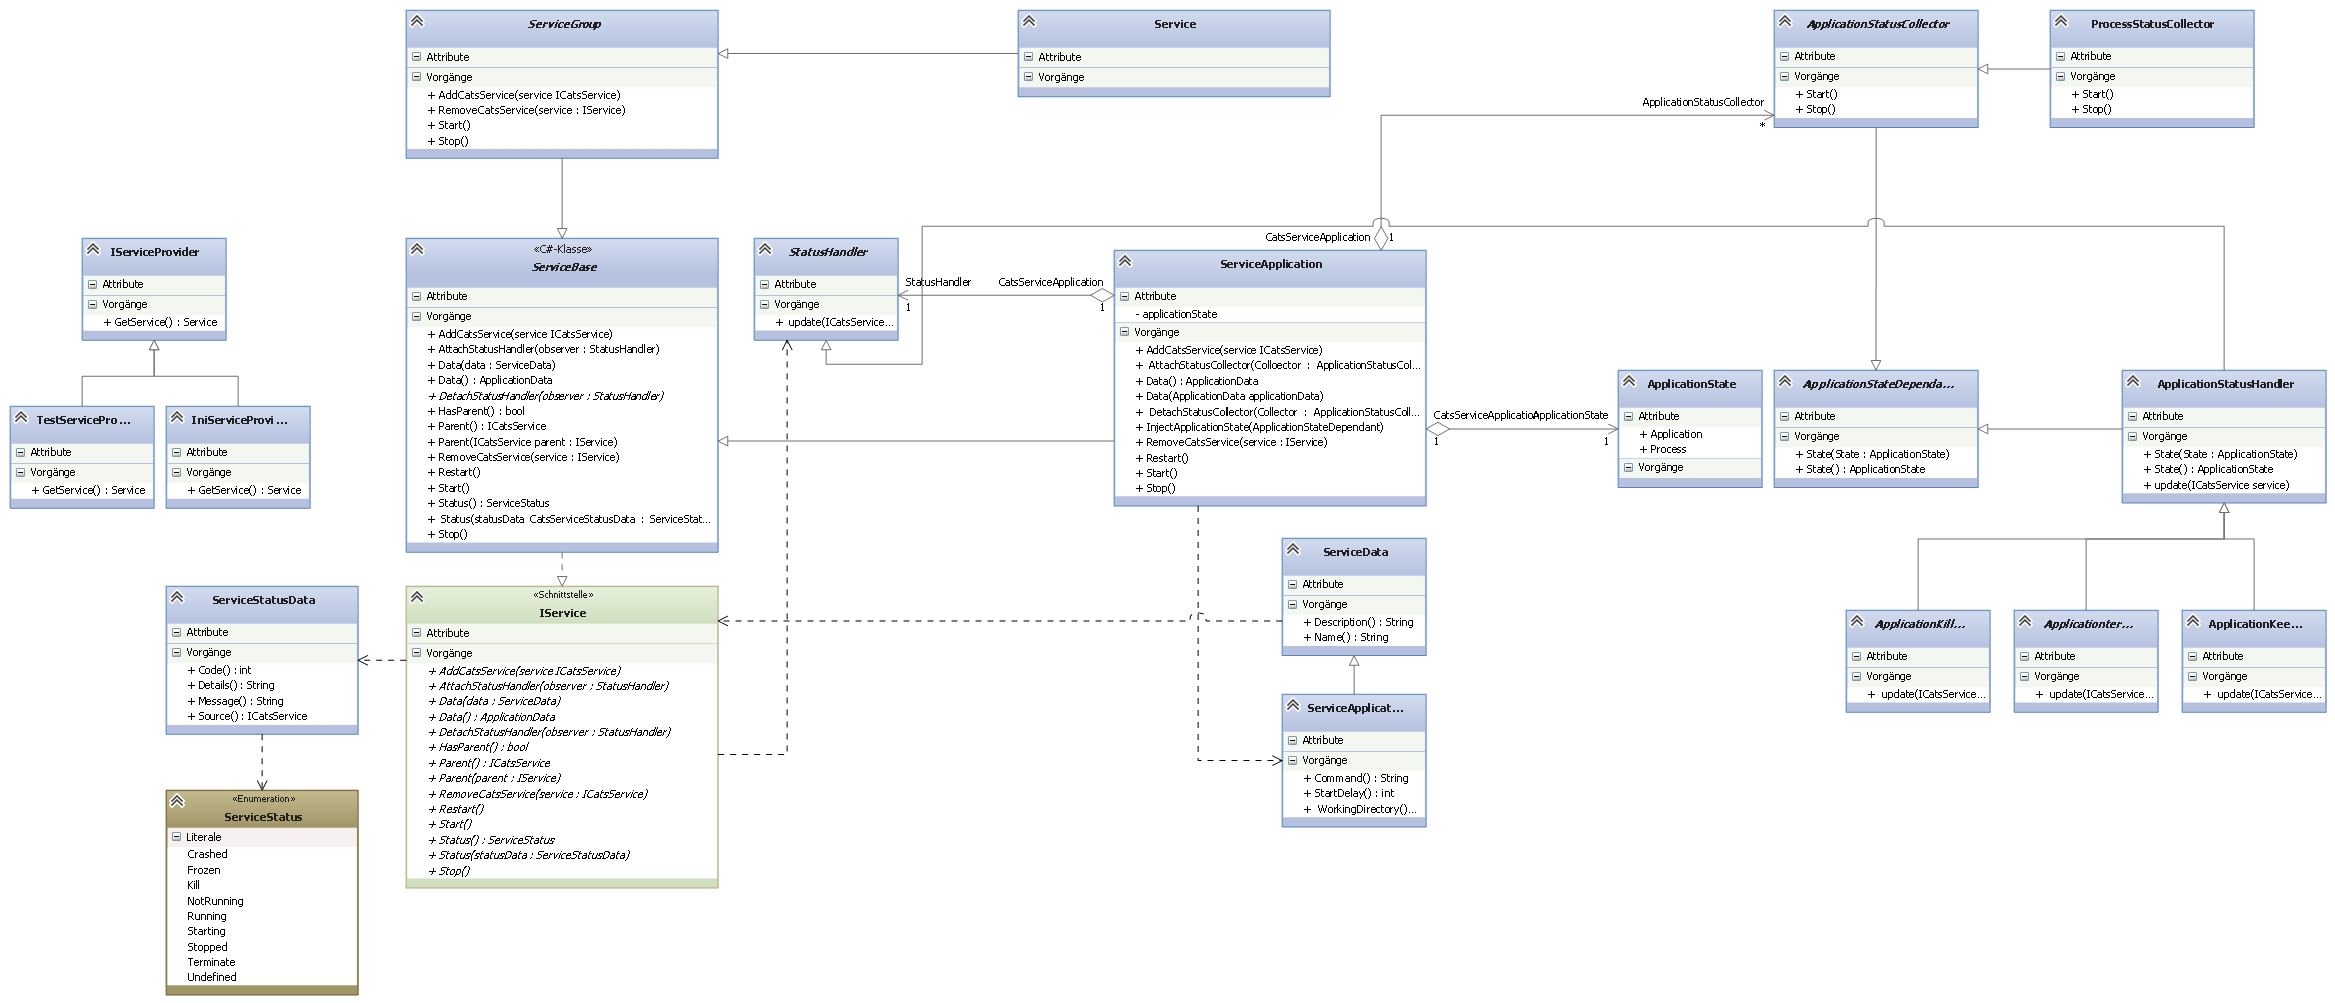 ServiceGroup
Attribute
Vorgänge
+ AddCatsService(service ICatsService)
+ RemoveCatsService(service : IService)
+ Start()
+ Stop()
Service
Attribute
Vorgänge
ApplicationStatusCollector
Attribute
Vorgänge
+ Start()
+ Stop()
ProcessStatusCollector
Attribute
Vorgänge
+ Start()
+ Stop()
ApplicationStatusCollector
*
IServiceProvider
Attribute
Vorgänge
+ GetService() : Service
TestServicePro...
Attribute
Vorgänge
+ GetService() : Service
IniServiceProvi...
Attribute
Vorgänge
+ GetService() : Service
«C#-Klasse»
ServiceBase
Attribute
Vorgänge
+ AddCatsService(service ICatsService)
+ AttachStatusHandler(observer : StatusHandler)
+ Data(data : ServiceData)
+ Data() : ApplicationData
+ DetachStatusHandler(observer : StatusHandler)
+ HasParent() : bool
+ Parent() : ICatsService
+ Parent(ICatsService parent : IService)
+ RemoveCatsService(service : IService)
+ Restart()
+ Start()
+ Status() : ServiceStatus
+ Status(statusData CatsServiceStatusData : ServiceStat...
+ Stop()
StatusHandler
Attribute
Vorgänge
+ update(ICatsService...
StatusHandler
1
CatsServiceApplication
1
CatsServiceApplication
1
ServiceApplication
Attribute
- applicationState
Vorgänge
+ AddCatsService(service ICatsService)
+ AttachStatusCollector(Colloector : ApplicationStatusCol...
+ Data() : ApplicationData
+ Data(ApplicationData applicationData)
+ DetachStatusCollector(Collector : ApplicationStatusColl...
+ InjectApplicationState(ApplicationStateDependant)
+ RemoveCatsService(service : IService)
+ Restart()
+ Start()
+ Stop()
CatsServiceApplicatioApplicationState
1
1
ApplicationState
Attribute
+ Application
+ Process
Vorgänge
ApplicationStateDependa...
Attribute
Vorgänge
+ State(State : ApplicationState)
+ State() : ApplicationState
ApplicationStatusHandler
Attribute
Vorgänge
+ State(State : ApplicationState)
+ State() : ApplicationState
+ update(ICatsService service)
ApplicationKill...
Attribute
Vorgänge
+ update(ICatsService...
Applicationter...
Attribute
Vorgänge
+ update(ICatsService...
ApplicationKee...
Attribute
Vorgänge
+ update(ICatsService...
ServiceData
Attribute
Vorgänge
+ Description() : String
+ Name() : String
ServiceApplicat...
Attribute
Vorgänge
+ Command() : String
+ StartDelay() : int
+ WorkingDirectory()...
ServiceStatusData
Attribute
Vorgänge
+ Code() : int
+ Details() : String
+ Message() : String
+ Source() : ICatsService
«Schnittstelle»
IService
Attribute
Vorgänge
+ AddCatsService(service ICatsService)
+ AttachStatusHandler(observer : StatusHandler)
+ Data(data : ServiceData)
+ Data() : ApplicationData
+ DetachStatusHandler(observer : StatusHandler)
+ HasParent() : bool
+ Parent() : ICatsService
+ Parent(parent : IService)
+ RemoveCatsService(service : ICatsService)
+ Restart()
+ Start()
+ Status() : ServiceStatus
+ Status(statusData : ServiceStatusData)
+ Stop()
«Enumeration»
ServiceStatus
Literale
Crashed
Frozen
Kill
NotRunning
Running
Starting
Stopped
Terminate
Undefined